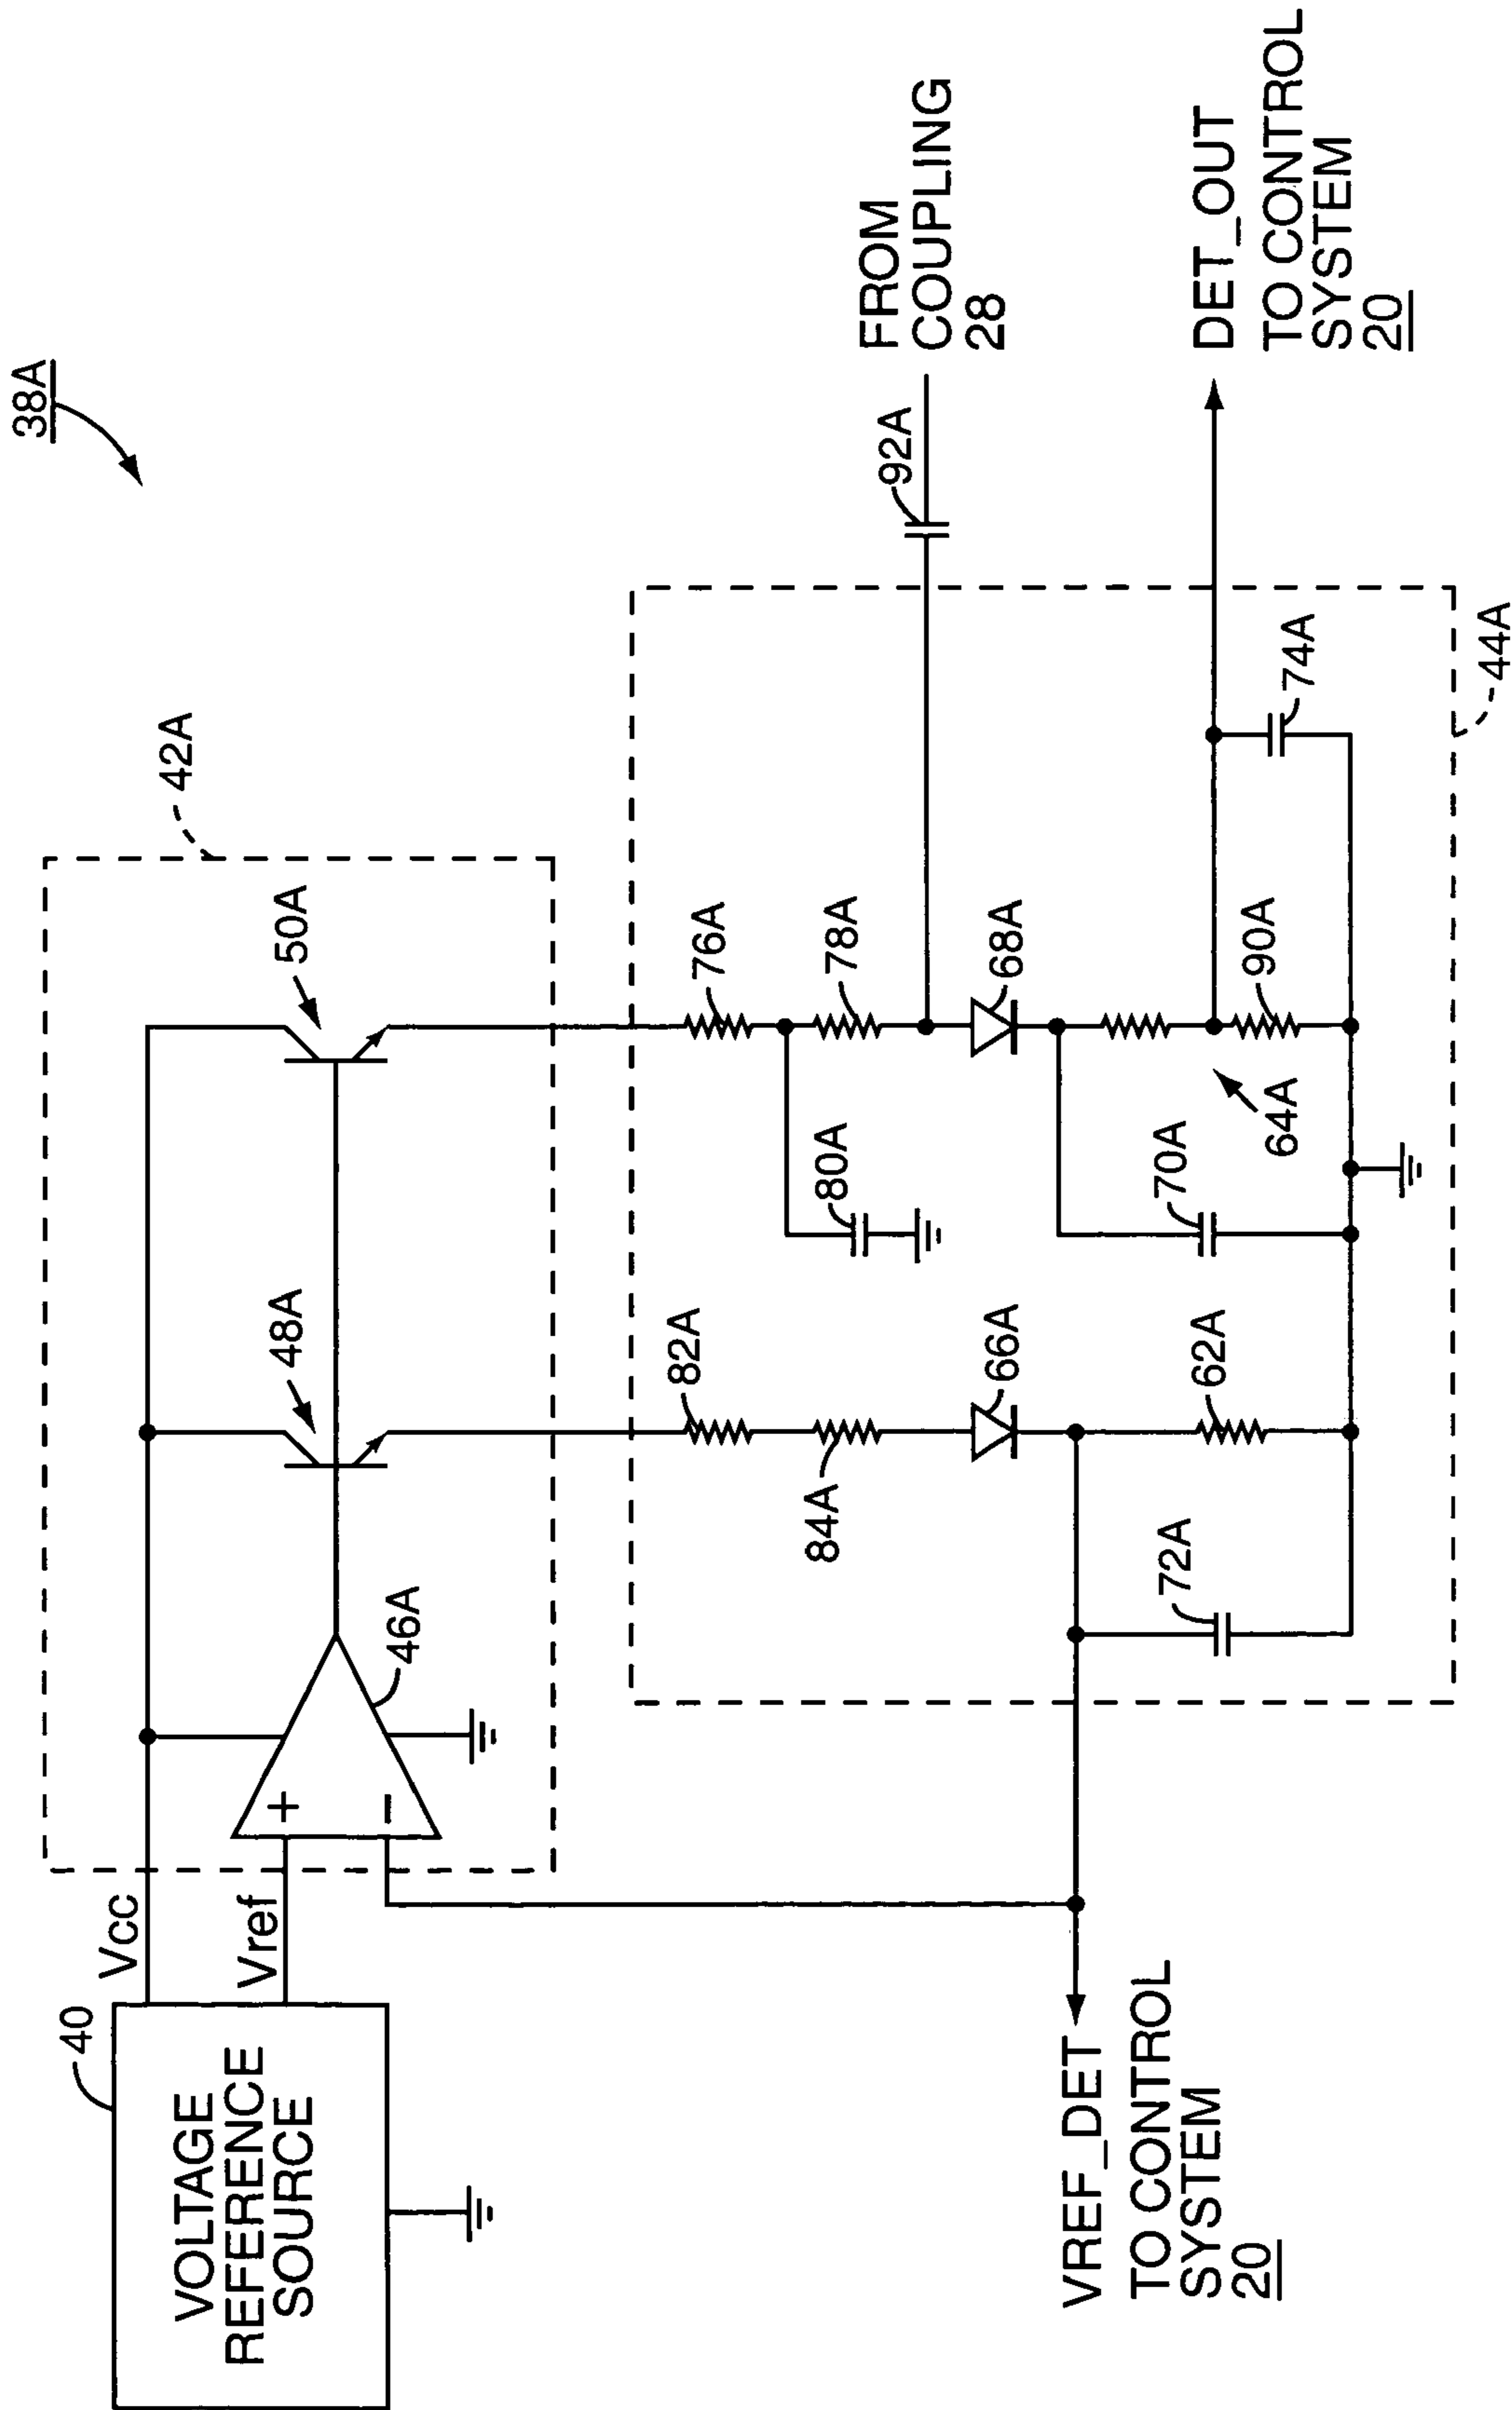 38A
40
VOLTAGE
REFERENCE
SOURCE
Vcc
Vref
42A
+
−
46A
48A
50A
82A
84A
66A
62A
72A
76A
78A
80A
68A
70A
64A
90A
74A
44A
92A
FROM
COUPLING
28
VREF_DET
TO CONTROL
SYSTEM
20
DET_OUT
TO CONTROL
SYSTEM
20